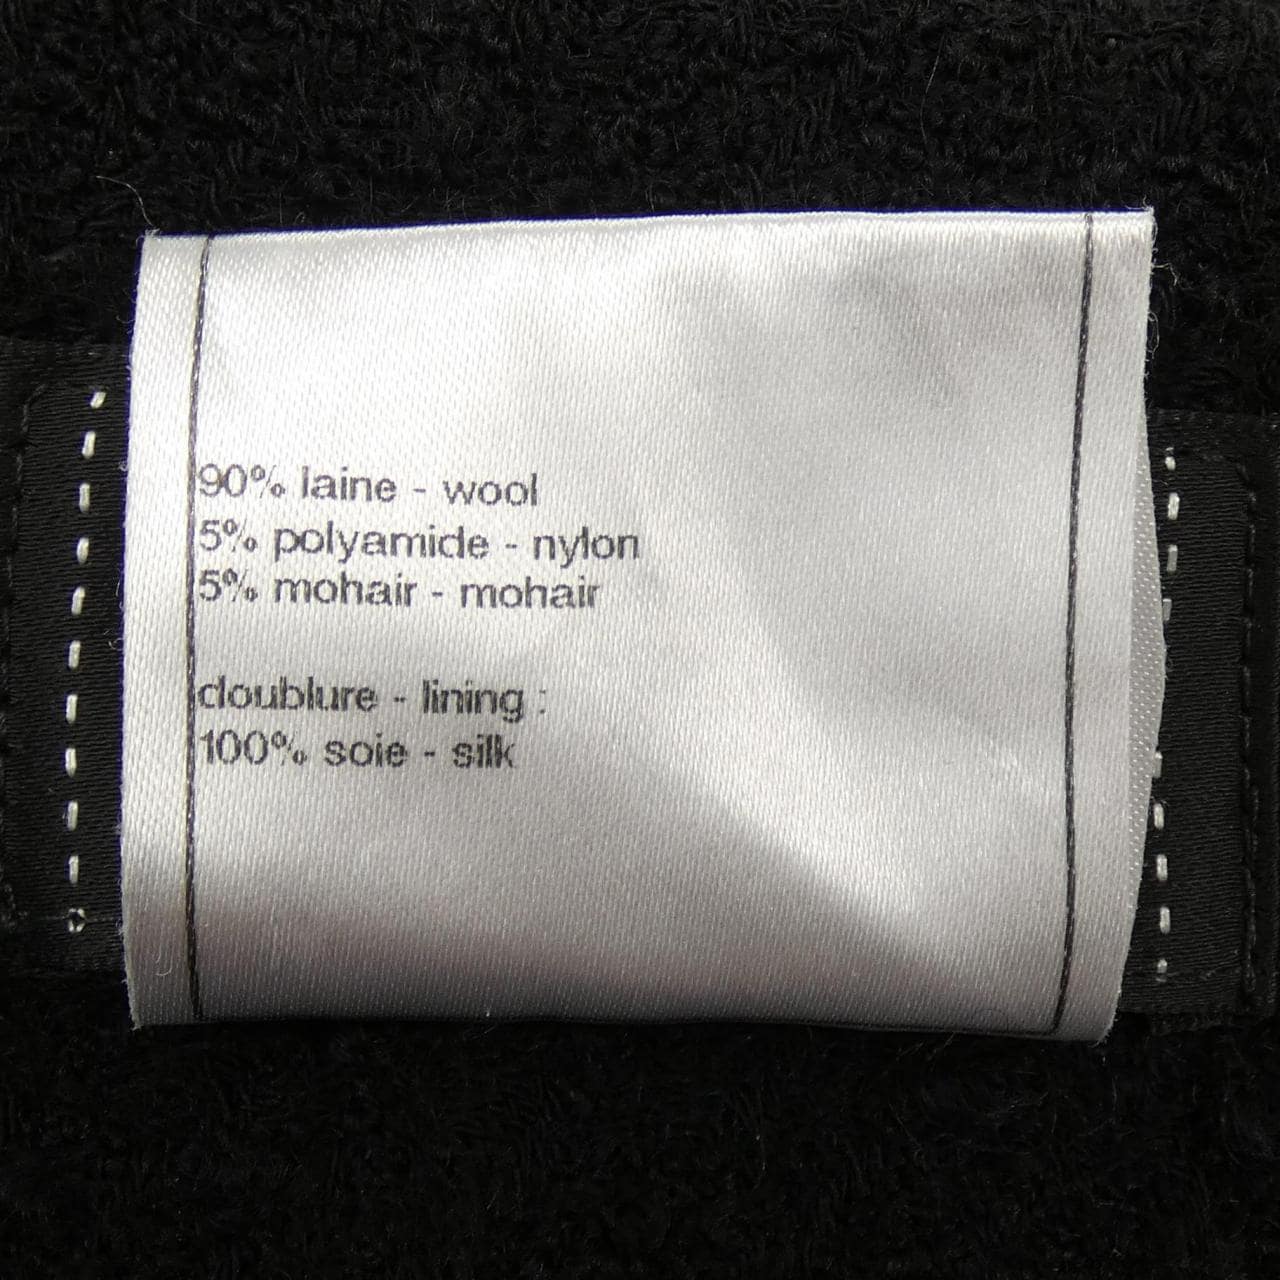 90% laine - wool
5% polyamide - nylon
5% mohair - mohair
doublure - lining :
100% soie - silk